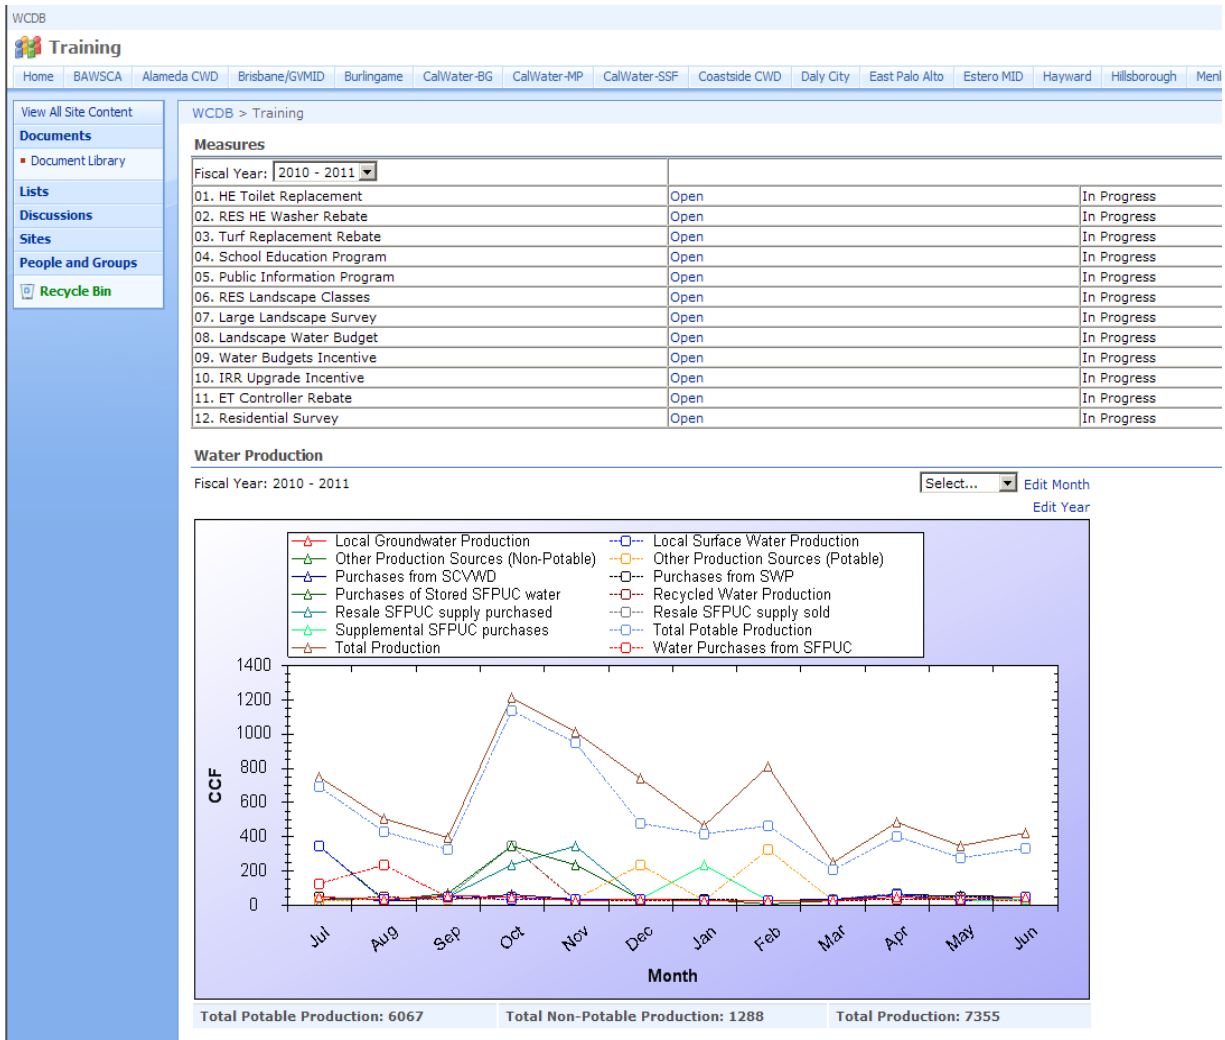 WCDB
Training
Home BAWSCA Alameda CWD Brisbane/GVMID Burlingame CalWater-BG CalWater-MP CalWater-SSF Coastside CWD Daly City East Palo Alto Estero MID Hayward Hillsborough Menl
View All Site Content
Documents
Document Library
Lists
Discussions
Sites
People and Groups
Recycle Bin
WCDB > Training
Measures
Fiscal Year: 2010 - 2011
01. HE Toilet Replacement Open In Progress
02. RES HE Washer Rebate Open In Progress
03. Turf Replacement Rebate Open In Progress
04. School Education Program Open In Progress
05. Public Information Program Open In Progress
06. RES Landscape Classes Open In Progress
07. Large Landscape Survey Open In Progress
08. Landscape Water Budget Open In Progress
09. Water Budgets Incentive Open In Progress
10. IRR Upgrade Incentive Open In Progress
11. ET Controller Rebate Open In Progress
12. Residential Survey Open In Progress
Water Production
Fiscal Year: 2010 - 2011 Select... Edit Month
Edit Year
Local Groundwater Production Local Surface Water Production
Other Production Sources (Non-Potable) Other Production Sources (Potable)
Purchases from SCVWD Purchases from SWP
Purchases of Stored SFPUC water Recycled Water Production
Resale SFPUC supply purchased Resale SFPUC supply sold
Supplemental SFPUC purchases Total Potable Production
Total Production Water Purchases from SFPUC
1400
1200
1000
800
600
400
200
0
CCF
Jul Aug Sep Oct Nov Dec Jan Feb Mar Apr May Jun
Month
Total Potable Production: 6067 Total Non-Potable Production: 1288 Total Production: 7355